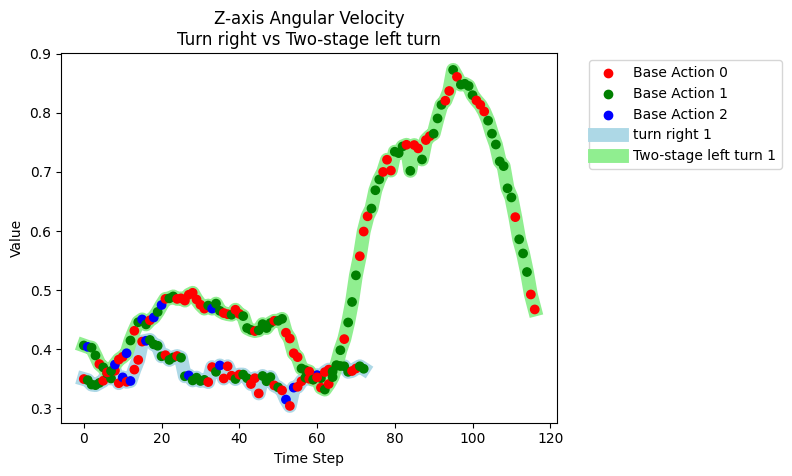 Z-axis Angular Velocity
Turn right vs Two-stage left turn
0.9
0.8
0.7
0.6
0.5
0.4
0.3
Value
0 20 40 60 80 100 120
Time Step
Base Action 0
Base Action 1
Base Action 2
turn right 1
Two-stage left turn 1